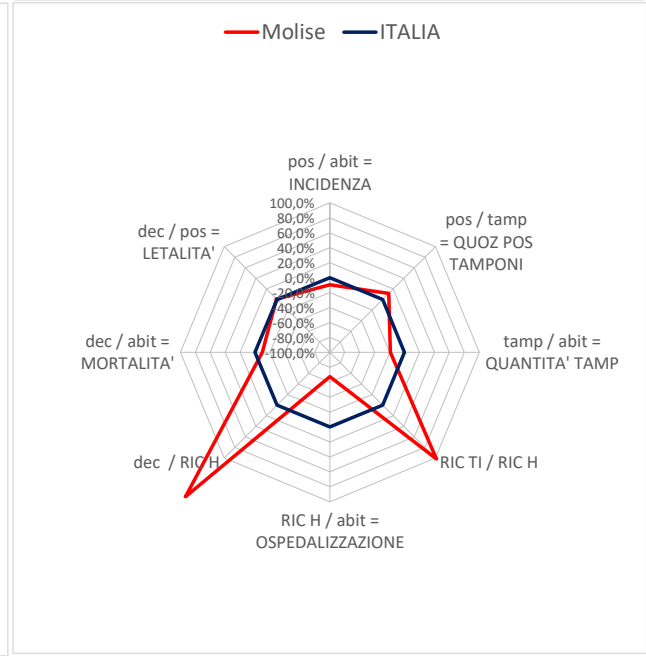 Molise ITALIA
pos / abit =
INCIDENZA
100,0%
80,0%
60,0%
40,0%
20,0%
0,0%
-20,0%
-40,0%
-60,0%
-80,0%
-100,0%
pos / tamp
= QUOZ POS
TAMPONI
tamp / abit =
QUANTITA' TAMP
RIC TI / RIC H
RIC H / abit =
OSPEDALIZZAZIONE
dec / RIC H
dec / abit =
MORTALITA'
dec / pos =
LETALITA'